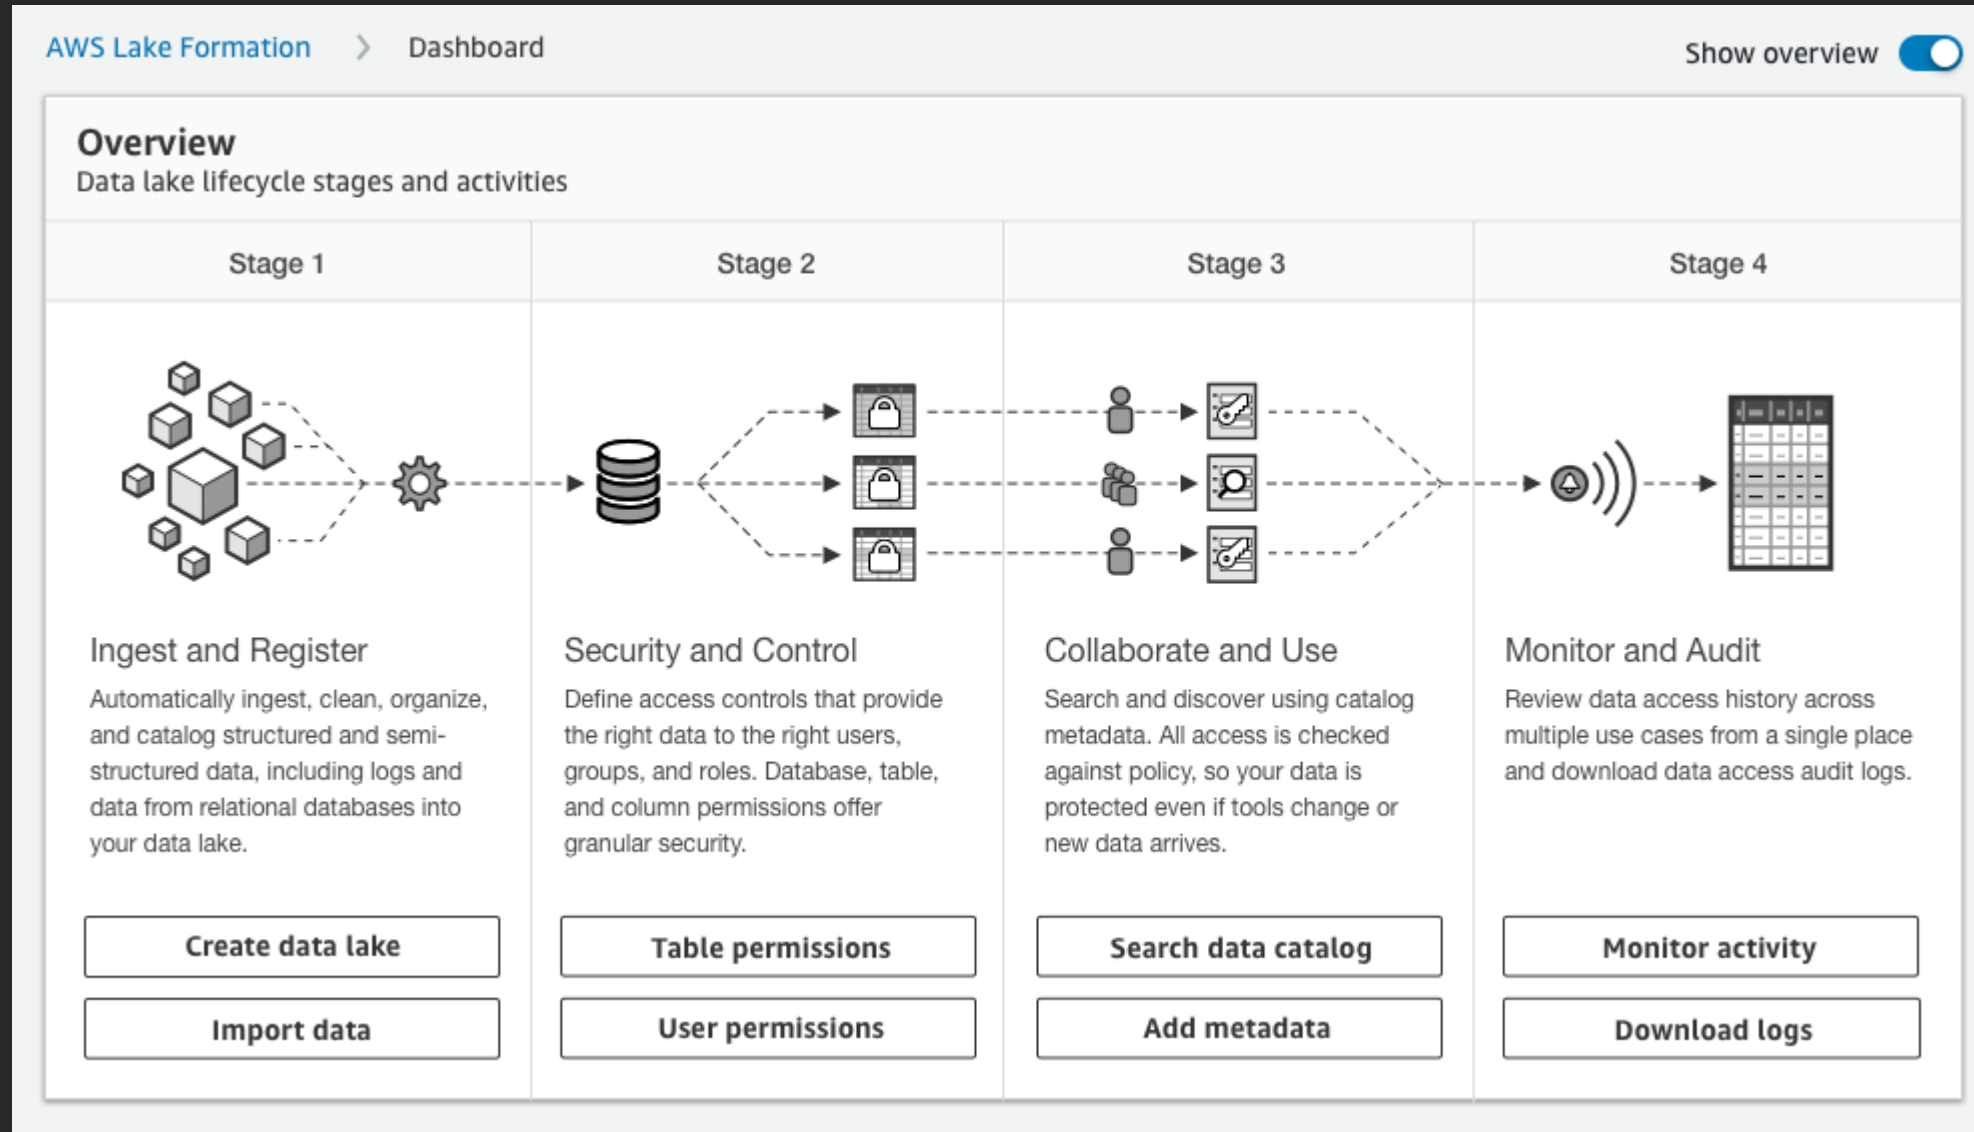 AWS Lake Formation > Dashboard
Show overview
Overview
Data lake lifecycle stages and activities
Stage 1
Stage 2
Stage 3
Stage 4
Ingest and Register
Automatically ingest, clean, organize,
and catalog structured and semi-
structured data, including logs and
data from relational databases into
your data lake.
Create data lake
Import data
Security and Control
Define access controls that provide
the right data to the right users,
groups, and roles. Database, table,
and column permissions offer
granular security.
Table permissions
User permissions
Collaborate and Use
Search and discover using catalog
metadata. All access is checked
against policy, so your data is
protected even if tools change or
new data arrives.
Search data catalog
Add metadata
Monitor and Audit
Review data access history across
multiple use cases from a single place
and download data access audit logs.
Monitor activity
Download logs